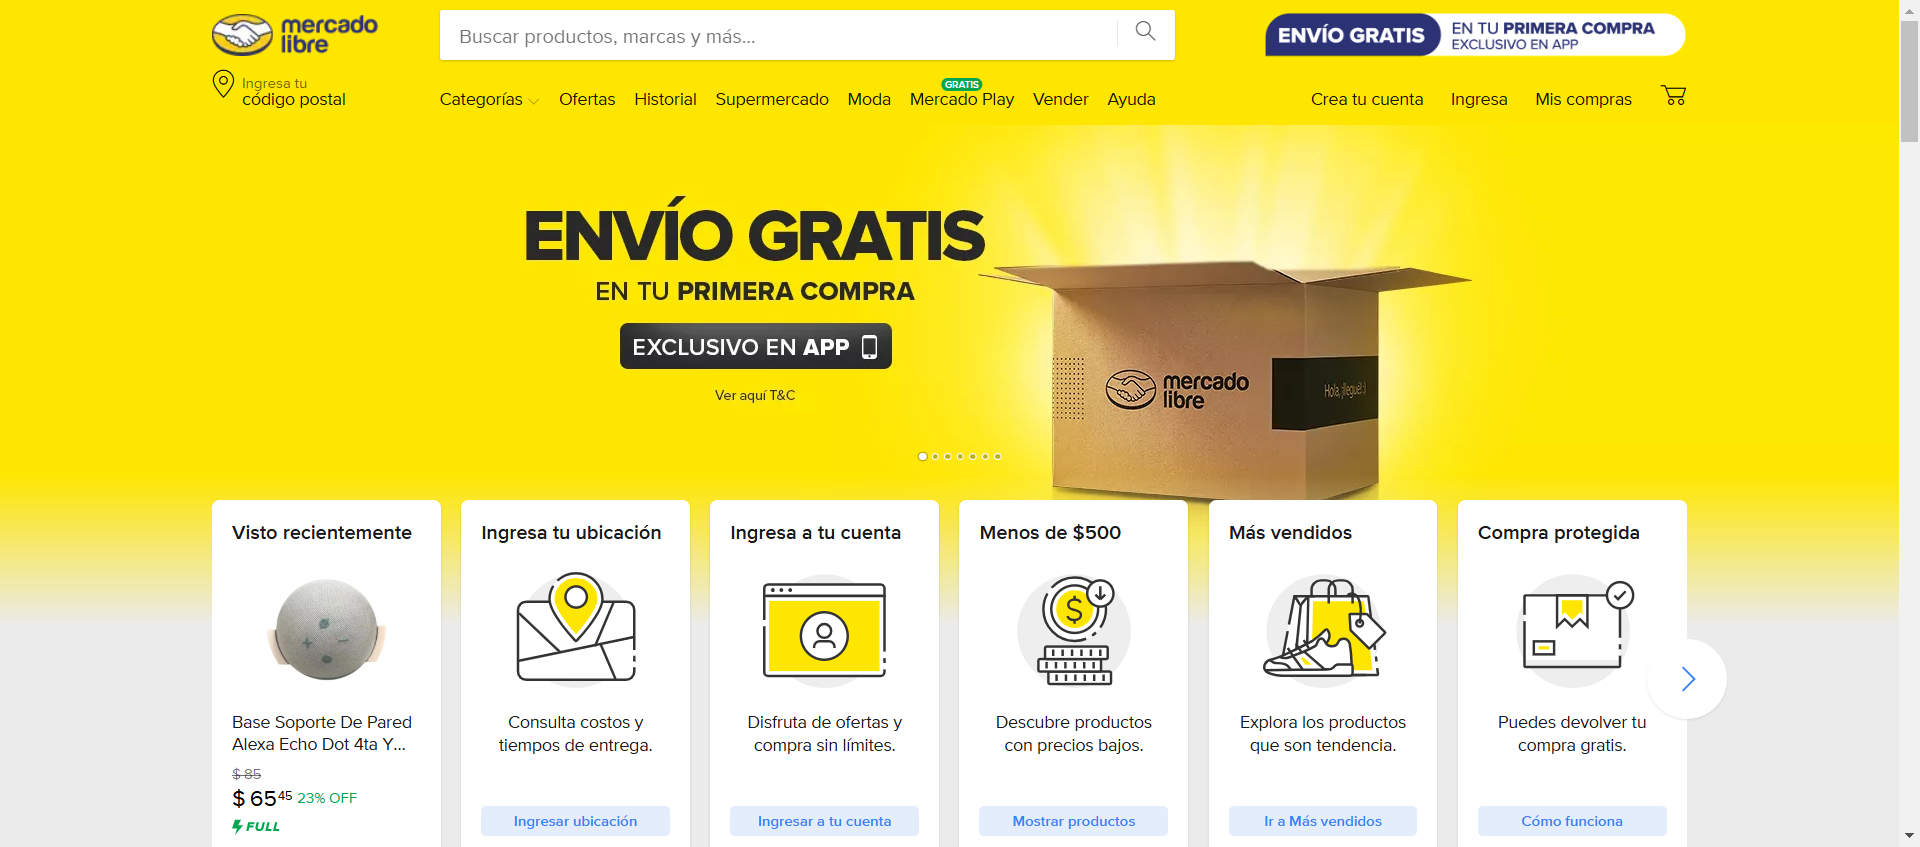 mercado
libre
Buscar productos, marcas y más...
ENVÍO GRATIS
EN TU PRIMERA COMPRA
EXCLUSIVO EN APP
Ingresa tu
código postal
Categorías
Ofertas
Historial
Supermercado
Moda
GRATIS
Mercado Play
Vender
Ayuda
Crea tu cuenta
Ingresa
Mis compras
ENVÍO GRATIS
EN TU PRIMERA COMPRA
EXCLUSIVO EN APP
Ver aquí T&C
mercado
libre
Hola, ¡llegué! :)
Visto recientemente
Base Soporte De Pared
Alexa Echo Dot 4ta Y...
$ 85
$ 65 45 23% OFF
FULL
Ingresa tu ubicación
Consulta costos y
tiempos de entrega.
Ingresar ubicación
Ingresa a tu cuenta
Disfruta de ofertas y
compra sin límites.
Ingresar a tu cuenta
Menos de $500
$
Descubre productos
con precios bajos.
Mostrar productos
Más vendidos
Explora los productos
que son tendencia.
Ir a Más vendidos
Compra protegida
Puedes devolver tu
compra gratis.
Cómo funciona